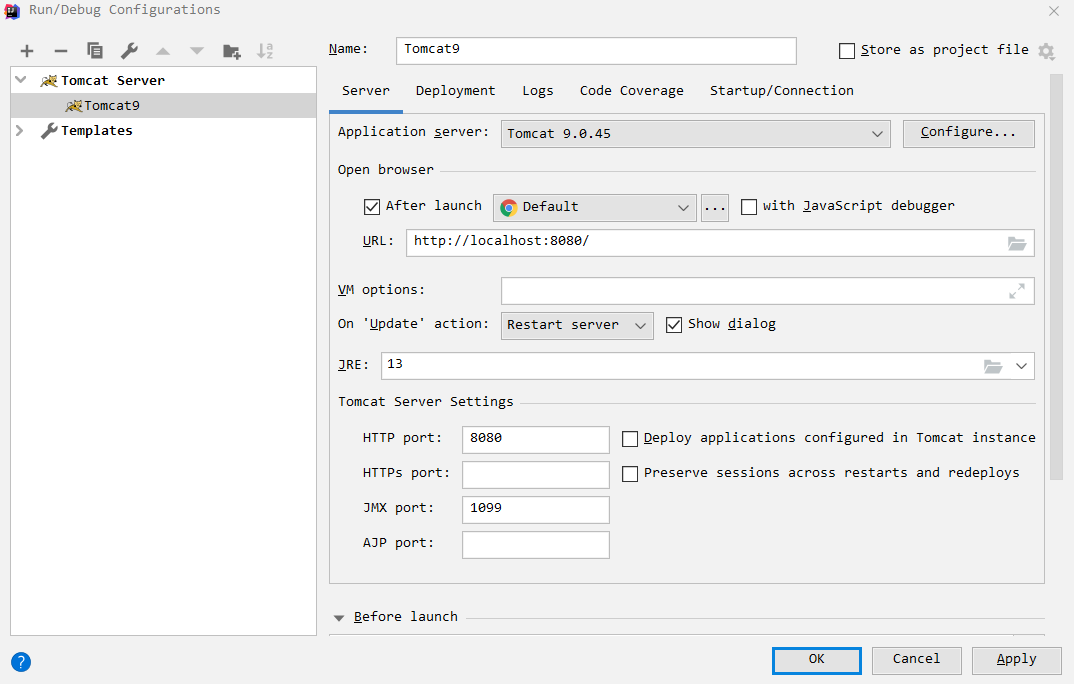 Run/Debug Configurations
Name: Tomcat9 Store as project file
Tomcat Server
Tomcat9
Templates
Server Deployment Logs Code Coverage Startup/Connection
Application server: Tomcat 9.0.45 Configure...
Open browser
After launch Default ... with JavaScript debugger
URL: http://localhost:8080/
VM options:
On 'Update' action: Restart server Show dialog
JRE: 13
Tomcat Server Settings
HTTP port: 8080 Deploy applications configured in Tomcat instance
HTTPs port: Preserve sessions across restarts and redeploys
JMX port: 1099
AJP port:
Before launch
? OK Cancel Apply